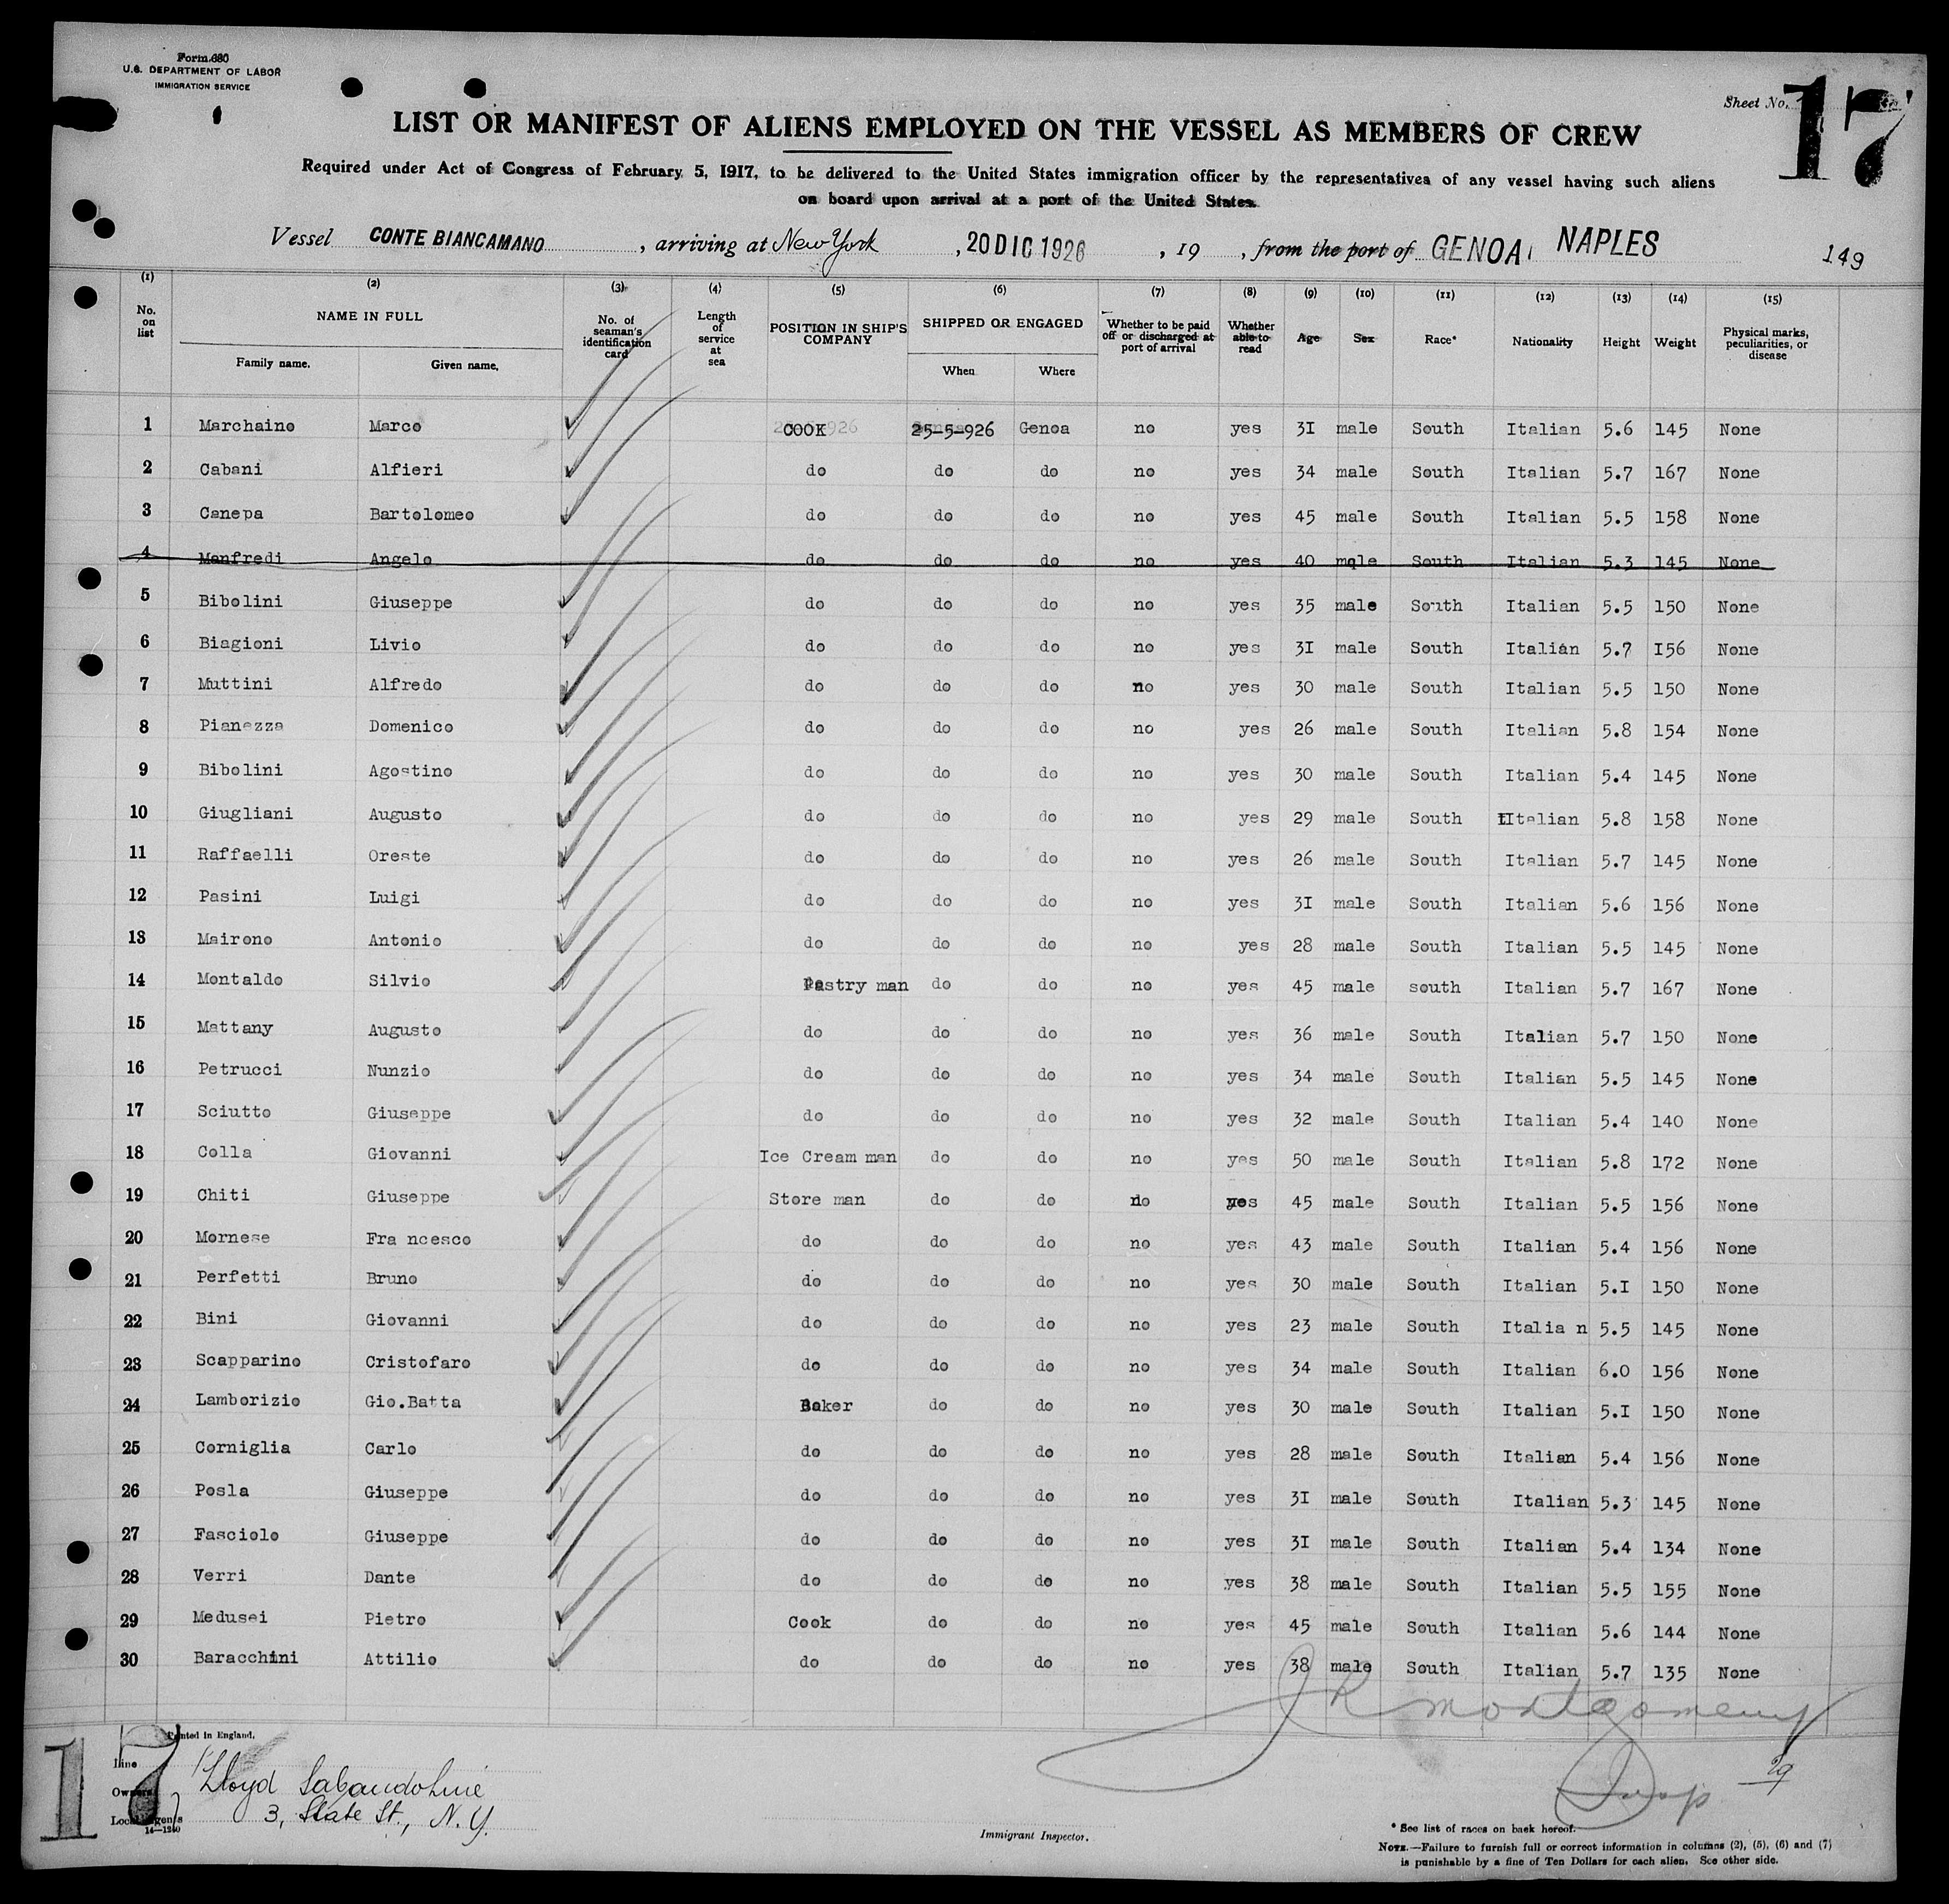 Form 680
U.S. DEPARTMENT OF LABOR
IMMIGRATION SERVICE
Sheet No.
17
LIST OR MANIFEST OF ALIENS EMPLOYED ON THE VESSEL AS MEMBERS OF CREW
Required under Act of Congress of February 5, 1917, to be delivered to the United States immigration officer by the representatives of any vessel having such aliens
on board upon arrival at a port of the United States.
Vessel CONTE BIANCAMANO, arriving at New York, 20 DIC 1926, 19, from the port of GENOA, NAPLES 149
(1) (2) (3) (4) (5) (6) (7) (8) (9) (10) (11) (12) (13) (14) (15)
No. on list NAME IN FULL Family name. Given name. No. of seaman's identification card Length of service at sea POSITION IN SHIP'S COMPANY SHIPPED OR ENGAGED When Where Whether to be paid off or discharged at port of arrival Whether able to read Age Sex Race* Nationality Height Weight Physical marks, peculiarities, or disease
1 Marchaino Marco COOK 25-5-926 Genoa no yes 3I male South Italian 5.6 145 None
2 Cabani Alfieri do do do no yes 34 male South Italian 5.7 167 None
3 Canepa Bartolomeo do do do no yes 45 male South Italian 5.5 158 None
4 Manfredi Angelo do do do no yes 40 male South Italian 5.3 145 None
5 Bibolini Giuseppe do do do no yes 35 male South Italian 5.5 150 None
6 Biagioni Livio do do do no yes 3I male South Italian 5.7 I56 None
7 Muttini Alfredo do do do no yes 30 male South Italian 5.5 150 None
8 Pianezza Domenico do do do no yes 26 male South Italian 5.8 154 None
9 Bibolini Agostino do do do no yes 30 male South Italian 5.4 145 None
10 Giugliani Augusto do do do no yes 29 male South IItalian 5.8 158 None
11 Raffaelli Oreste do do do no yes 26 male South Italian 5.7 145 None
12 Pasini Luigi do do do no yes 3I male South Italian 5.6 156 None
13 Mairono Antonio do do do no yes 28 male South Italian 5.5 145 None
14 Montaldo Silvio Pastry man do do no yes 45 male south Italian 5.7 167 None
15 Mattany Augusto do do do no yes 36 male South Italian 5.7 150 None
16 Petrucci Nunzio do do do no yes 34 male South Italian 5.5 145 None
17 Sciutto Giuseppe do do do no yes 32 male South Italian 5.4 140 None
18 Colla Giovanni Ice Cream man do do no yes 50 male South Italian 5.8 172 None
19 Chiti Giuseppe Store man do do no yes 45 male South Italian 5.5 156 None
20 Mornese Fra ncesco do do do no yes 43 male South Italian 5.4 156 None
21 Perfetti Bruno do do do no yes 30 male South Italian 5.I 150 None
22 Bini Giovanni do do do no yes 23 male South Italia n 5.5 145 None
23 Scapparino Cristofaro do do do no yes 34 male South Italian 6.0 156 None
24 Lamborizio Gio.Batta Baker do do no yes 30 male South Italian 5.I 150 None
25 Corniglia Carlo do do do no yes 28 male South Italian 5.4 156 None
26 Posla Giuseppe do do do no yes 3I male South Italian 5.3 145 None
27 Fasciolo Giuseppe do do do no yes 3I male South Italian 5.4 134 None
28 Verri Dante do do do no yes 38 male South Italian 5.5 155 None
29 Medusei Pietro Cook do do no yes 45 male South Italian 5.6 144 None
30 Baracchini Attilio do do do no yes 38 male South Italian 5.7 135 None
JR Montgomery
Insp 29
17
Printed in England.
Line
Owners
Local Agents
14—1240
Lloyd Sabaudo Line
3, State St., N.Y.
Immigrant Inspector.
* See list of races on back hereof.
NOTE.—Failure to furnish full or correct information in columns (2), (5), (6) and (7)
is punishable by a fine of Ten Dollars for each alien. See other side.